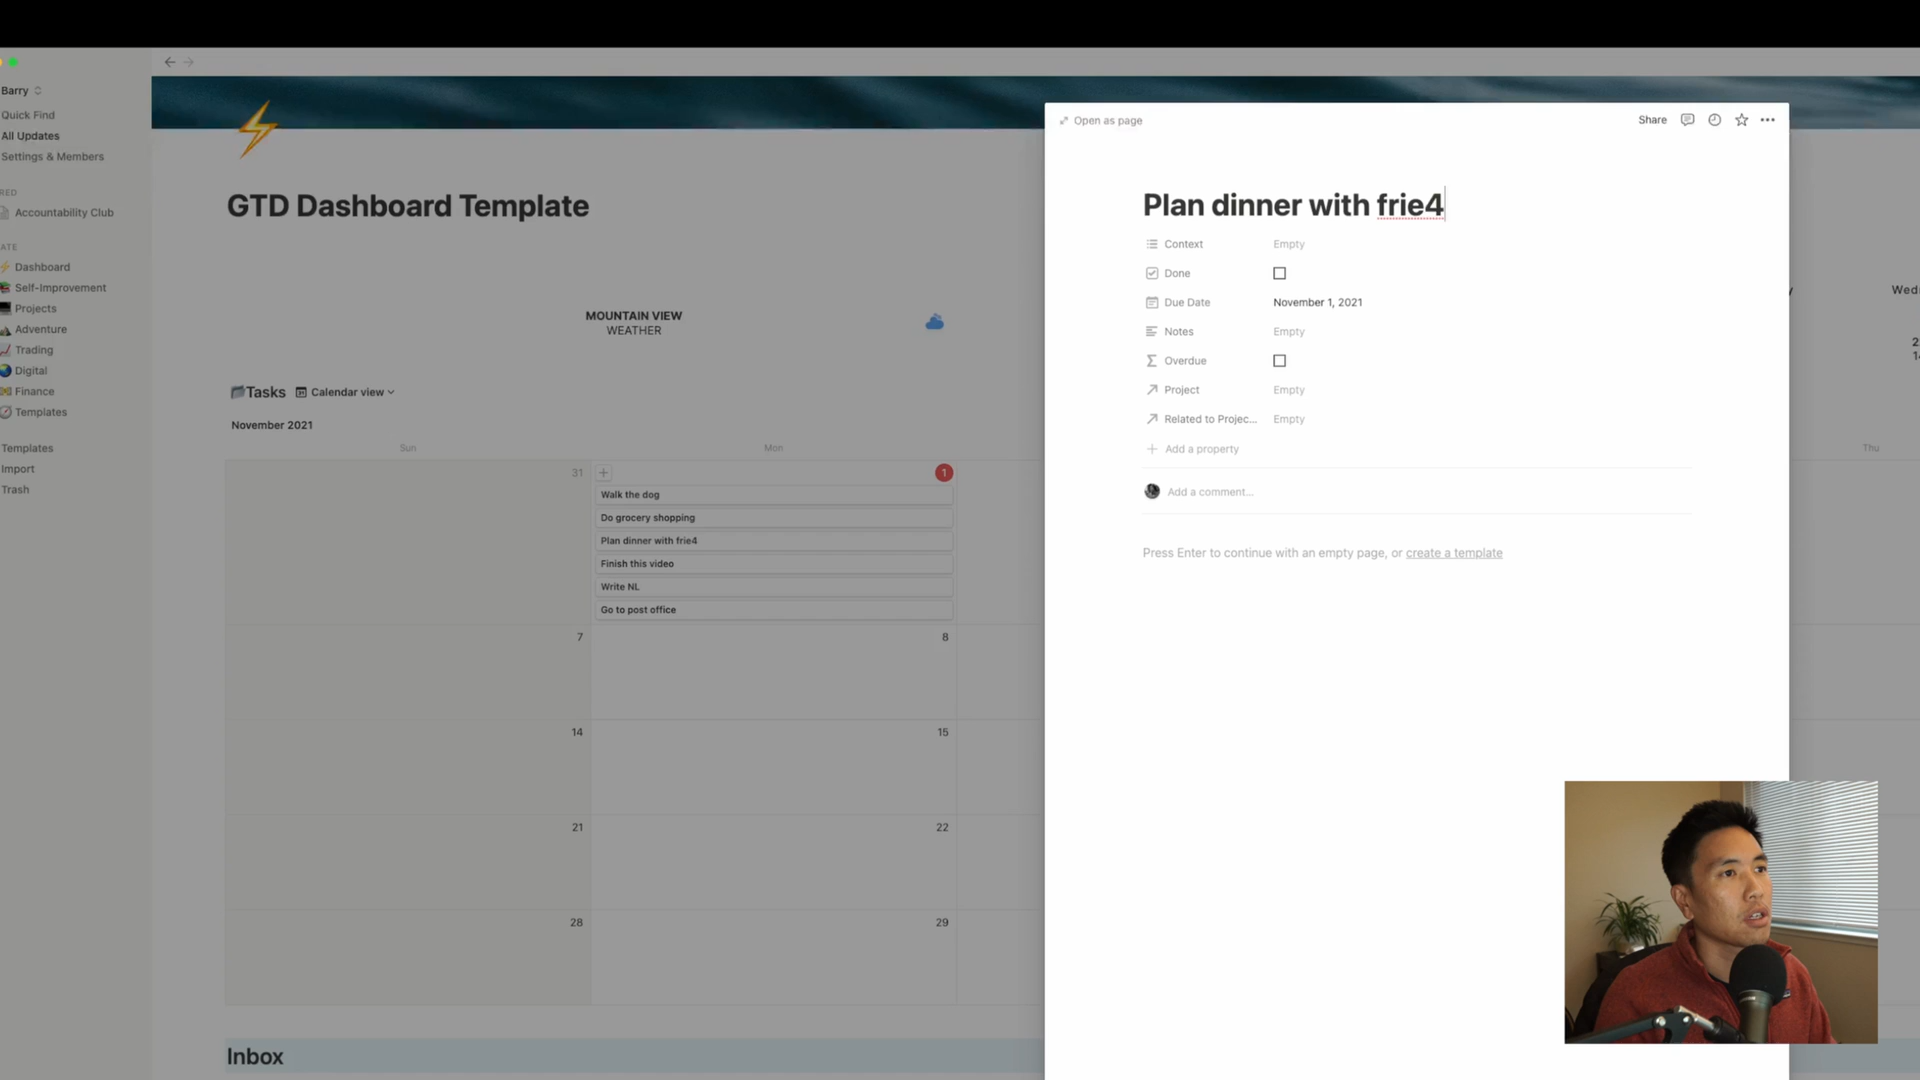 Barry
Quick Find
All Updates
Settings & Members
RED
Accountability Club
ATE
Dashboard
Self-Improvement
Projects
Adventure
Trading
Digital
Finance
Templates
Templates
Import
Trash
GTD Dashboard Template
MOUNTAIN VIEW
WEATHER
Tasks Calendar view
November 2021
Sun Mon Thu
31 1
Walk the dog
Do grocery shopping
Plan dinner with frie4
Finish this video
Write NL
Go to post office
7 8
14 15
21 22
28 29
Inbox
Open as page Share
Plan dinner with frie4
Context Empty
Done
Due Date November 1, 2021
Notes Empty
Overdue
Project Empty
Related to Projec... Empty
Add a property
Add a comment...
Press Enter to continue with an empty page, or create a template
Wed